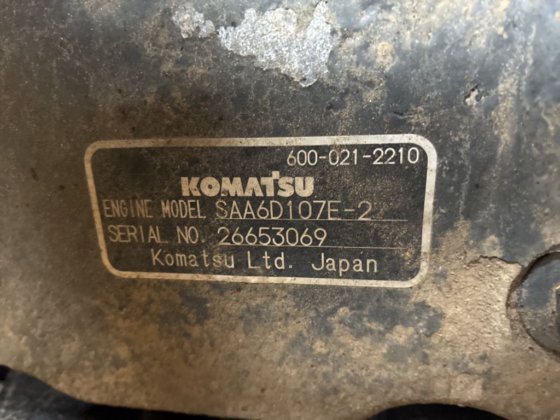 600-021-2210
KOMATSU
ENGINE MODEL SAA6D107E-2
SERIAL NO. 26653069
Komatsu Ltd. Japan